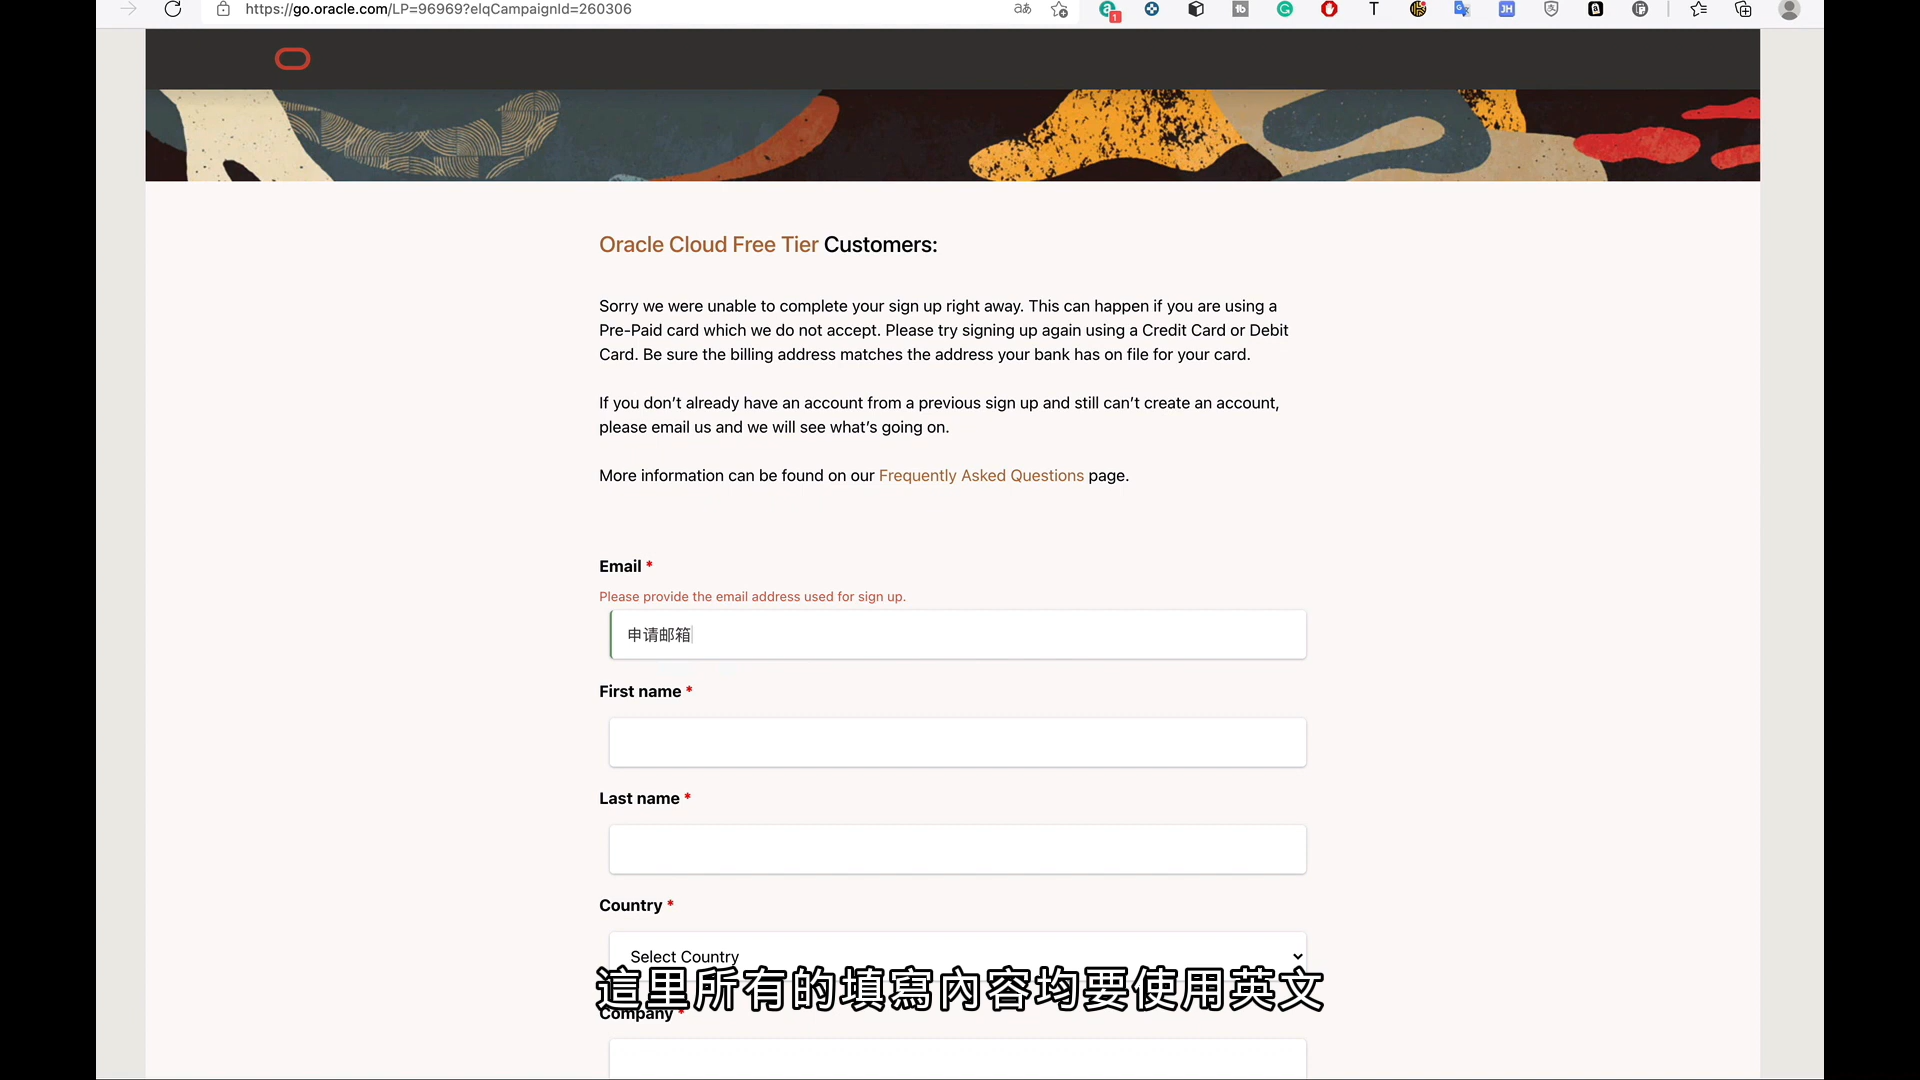 https://go.oracle.com/LP=96969?elqCampaignId=260306
Oracle Cloud Free Tier Customers:
Sorry we were unable to complete your sign up right away. This can happen if you are using a
Pre-Paid card which we do not accept. Please try signing up again using a Credit Card or Debit
Card. Be sure the billing address matches the address your bank has on file for your card.
If you don’t already have an account from a previous sign up and still can’t create an account,
please email us and we will see what’s going on.
More information can be found on our Frequently Asked Questions page.
Email *
Please provide the email address used for sign up.
申请邮箱
First name *
Last name *
Country *
Select Country
這里所有的填寫內容均要使用英文
Company *